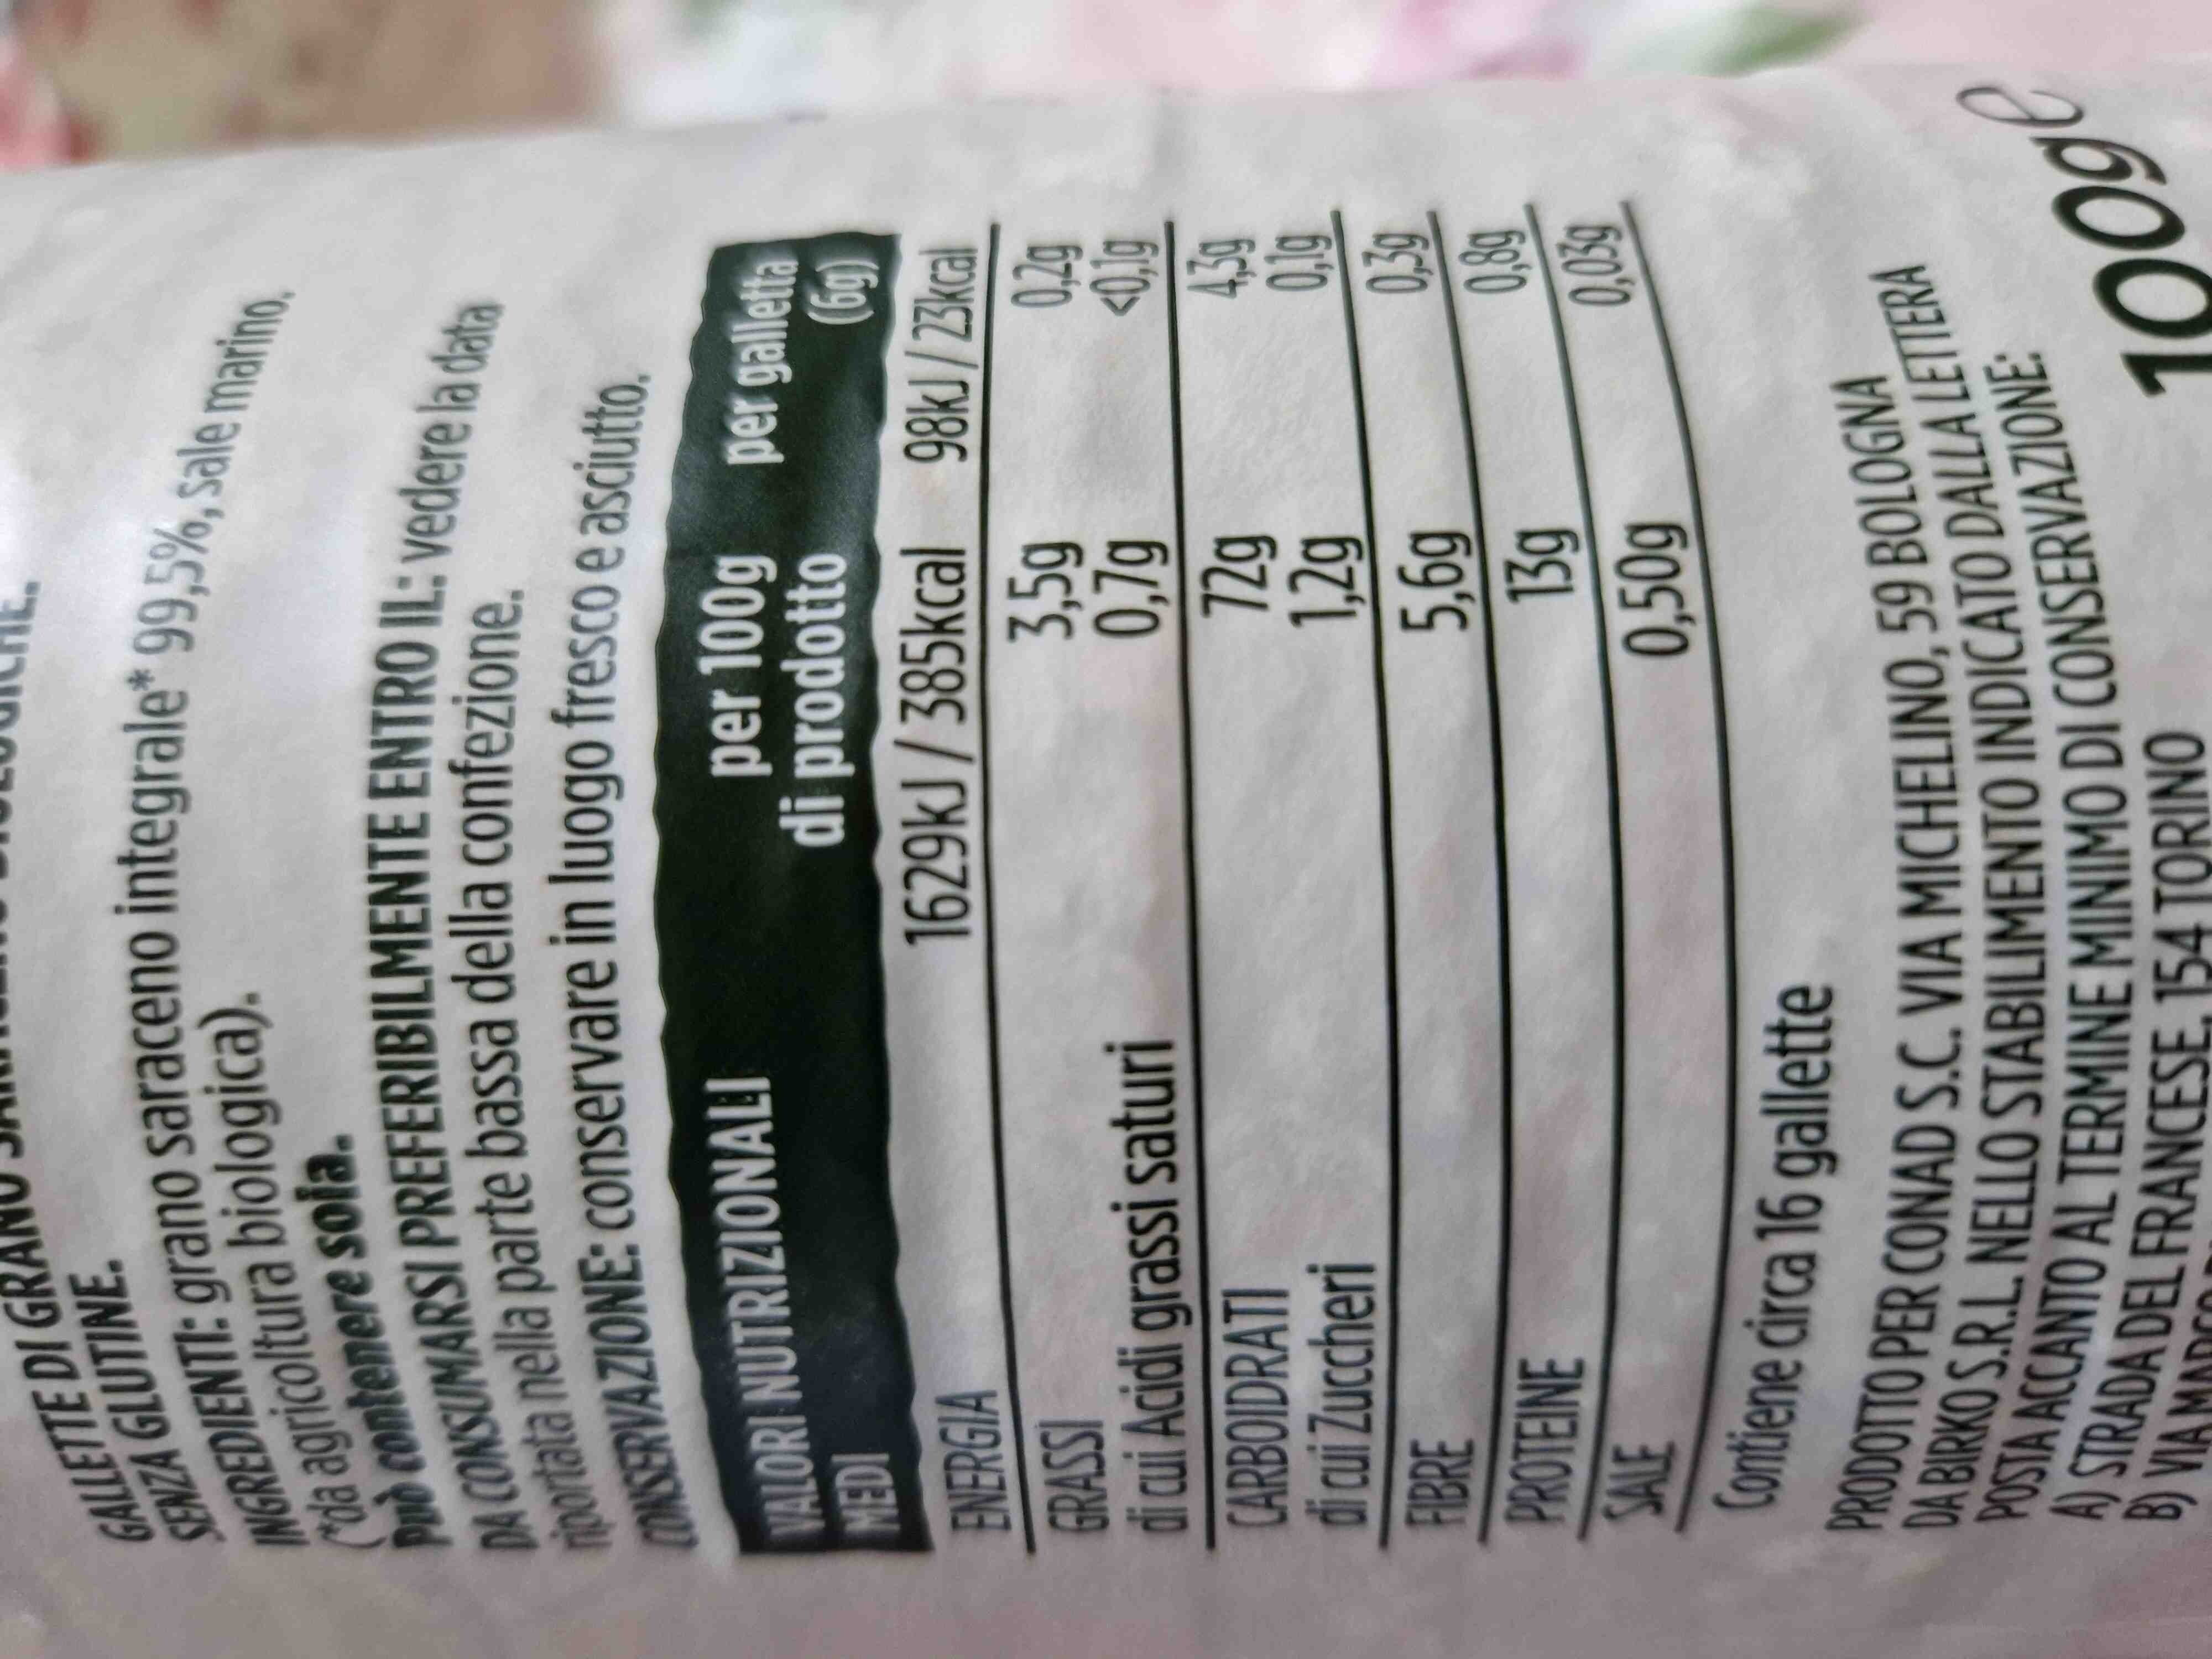 GALLETTE DI GRANO
SENZA GLUTINE.
INGREDIENTI: grano saraceno integrale* 99,5%, sale marino.
(*da agricoltura biologica).
Può contenere soia.
DA CONSUMARSI PREFERIBILMENTE ENTRO IL: vedere la data
riportata nella parte bassa della confezione.
CONSERVAZIONE: conservare in luogo fresco e asciutto.
VALORI NUTRIZIONALI per 100g per galletta
MEDI di prodotto (6g)
ENERGIA 1629kJ / 385kcal 98kJ / 23kcal
GRASSI 3,5g 0,2g
di cui Acidi grassi saturi 0,7g <0,1g
CARBOIDRATI 72g 4,3g
di cui Zuccheri 1,2g 0,1g
FIBRE 5,6g 0,3g
PROTEINE 13g 0,8g
SALE 0,50g 0,03g
Contiene circa 16 gallette
PRODOTTO PER CONAD S.C. VIA MICHELINO, 59 BOLOGNA
DA BIRKO S.R.L. NELLO STABILIMENTO INDICATO DALLA LETTERA
POSTA ACCANTO AL TERMINE MINIMO DI CONSERVAZIONE:
A) STRADA DEL FRANCESE, 154 TORINO
B) VIA
100g e